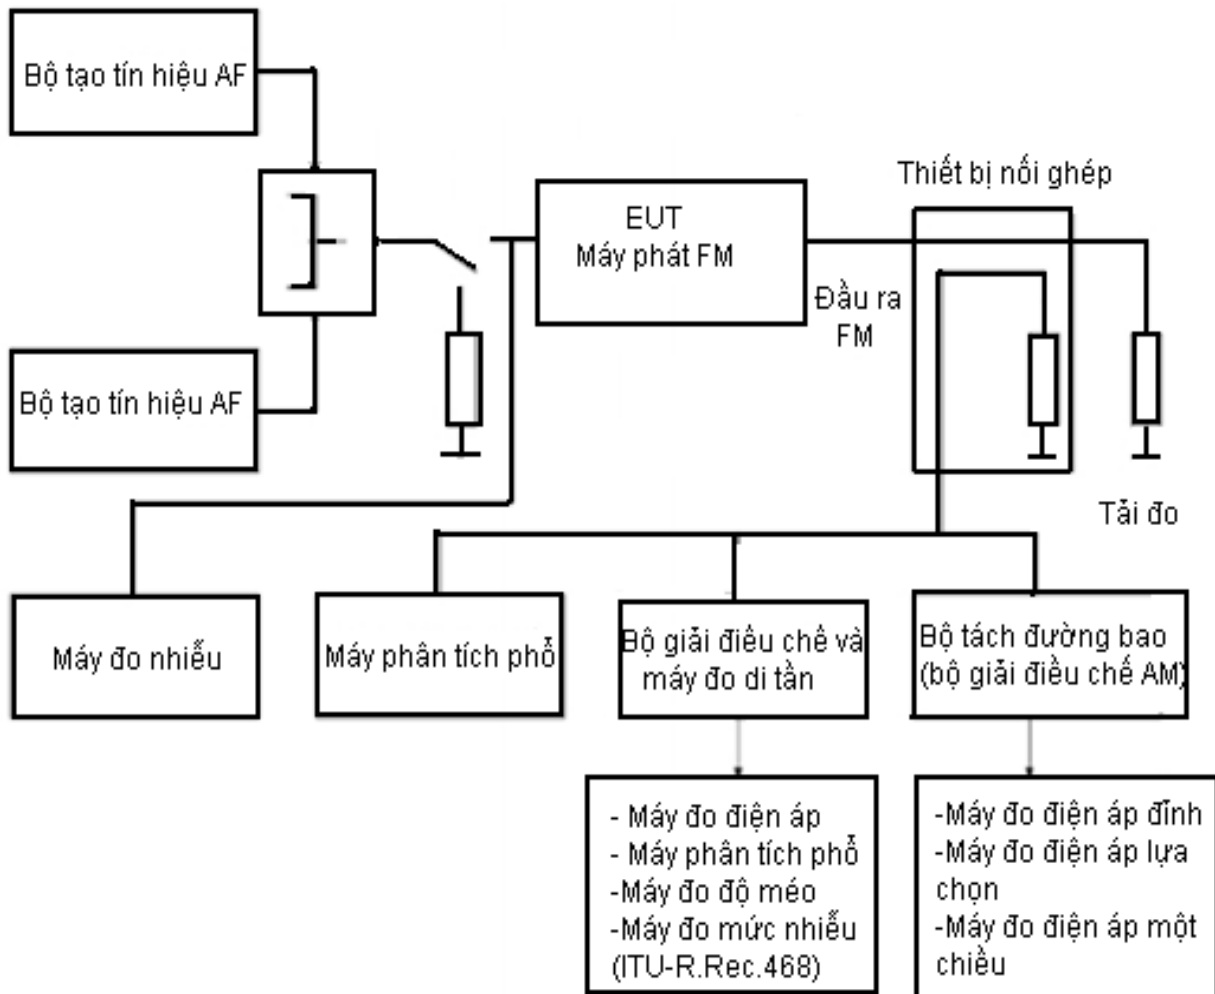 Bộ tạo tín hiệu AF
Thiết bị nối ghép
EUT
Máy phát FM
Đầu ra
FM
Bộ tạo tín hiệu AF
Tải đo
Máy đo nhiễu
Máy phân tích phổ
Bộ giải điều chế và
máy đo di tần
Bộ tách đường bao
(bộ giải điều chế AM)
- Máy đo điện áp
- Máy phân tích phổ
-Máy đo độ méo
-Máy đo mức nhiễu
(ITU-R.Rec.468)
-Máy đo điện áp đỉnh
-Máy đo điện áp lựa
chọn
-Máy đo điện áp một
chiều